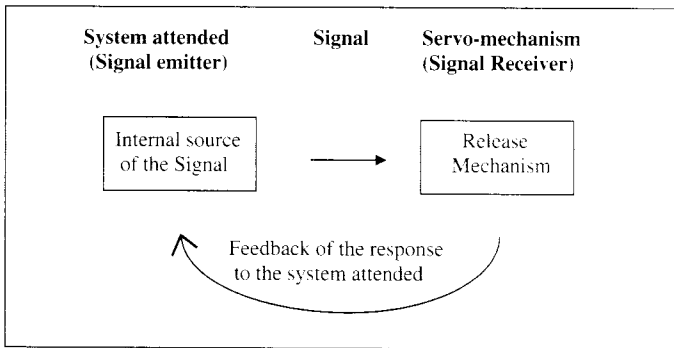 System attended Signal Servo-mechanism
(Signal emitter) (Signal Receiver)
Internal source
of the Signal
Release
Mechanism
Feedback of the response
to the system attended